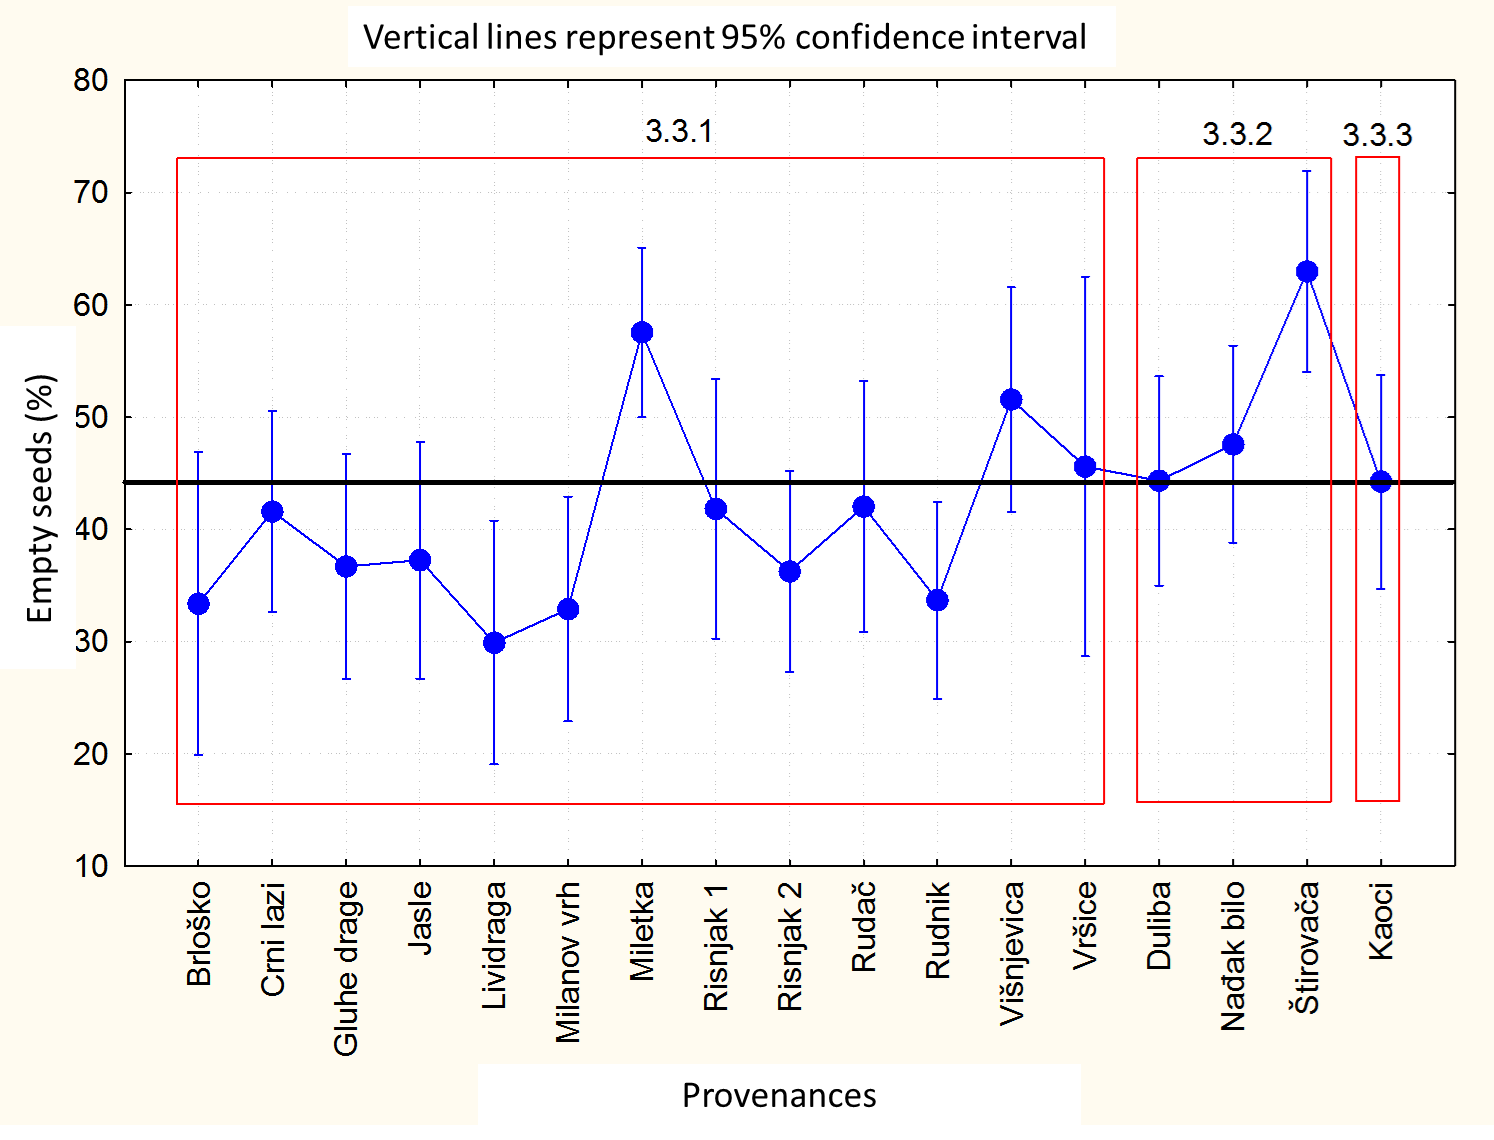 Vertical lines represent 95% confidence interval
80
70
60
50
40
30
20
10
3.3.1
3.3.2
3.3.3
Empty seeds (%)
Brloško
Crni lazi
Gluhe drage
Jasle
Lividraga
Milanov vrh
Miletka
Risnjak 1
Risnjak 2
Rudač
Rudnik
Višnjevica
Vršice
Duliba
Nađak bilo
Štirovača
Kaoci
Provenances